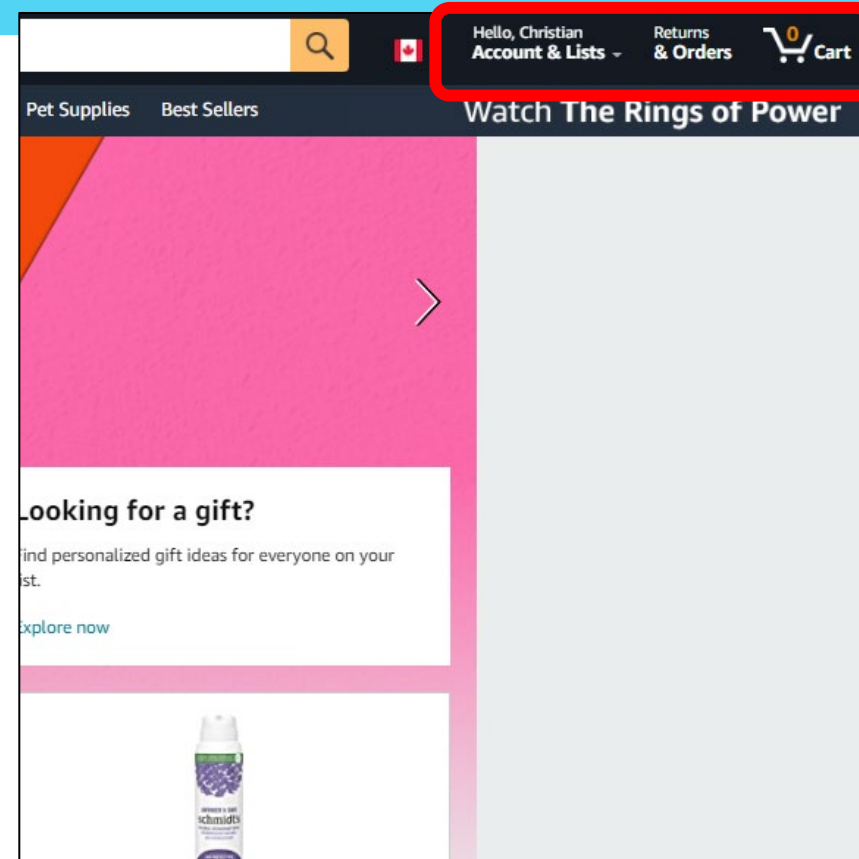 Hello, Christian
Account & Lists
Returns
& Orders
0
Cart
Pet Supplies Best Sellers
Watch The Rings of Power
Looking for a gift?
Find personalized gift ideas for everyone on your
list.
Explore now
schmidt's